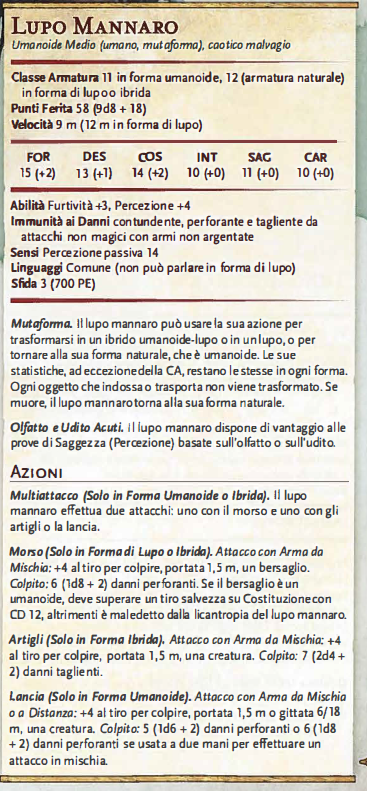 LUPO MANNARO
Umanoide Medio (umano, mutaforma), caotico malvagio
Classe Armatura 11 in forma umanoide, 12 (armatura naturale)
in forma di lupo o ibrida
Punti Ferita 58 (9d8 + 18)
Velocità 9 m (12 m in forma di lupo)
FOR DES COS INT SAG CAR
15 (+2) 13 (+1) 14 (+2) 10 (+0) 11 (+0) 10 (+0)
Abilità Furtività +3, Percezione +4
Immunità ai Danni contundente, perforante e tagliente da
attacchi non magici con armi non argentate
Sensi Percezione passiva 14
Linguaggi Comune (non può parlare in forma di lupo)
Sfida 3 (700 PE)
Mutaforma. Il lupo mannaro può usare la sua azione per
trasformarsi in un ibrido umanoide-lupo o in un lupo, o per
tornare alla sua forma naturale, che è umanoide. Le sue
statistiche, ad eccezione della CA, restano le stesse in ogni forma.
Ogni oggetto che indossa o trasporta non viene trasformato. Se
muore, il lupo mannaro torna alla sua forma naturale.
Olfatto e Udito Acuti. Il lupo mannaro dispone di vantaggio alle
prove di Saggezza (Percezione) basate sull'olfatto o sull'udito.
AZIONI
Multiattacco (Solo in Forma Umanoide o Ibrida). Il lupo
mannaro effettua due attacchi: uno con il morso e uno con gli
artigli o la lancia.
Morso (Solo in Forma di Lupo o Ibrida). Attacco con Arma da
Mischia: +4 al tiro per colpire, portata 1,5 m, un bersaglio.
Colpito: 6 (1d8 + 2) danni perforanti. Se il bersaglio è un
umanoide, deve superare un tiro salvezza su Costituzione con
CD 12, altrimenti è maledetto dalla licantropia del lupo mannaro.
Artigli (Solo in Forma Ibrida). Attacco con Arma da Mischia: +4
al tiro per colpire, portata 1,5 m, una creatura. Colpito: 7 (2d4 +
2) danni taglienti.
Lancia (Solo in Forma Umanoide). Attacco con Arma da Mischia
o a Distanza: +4 al tiro per colpire, portata 1,5 m o gittata 6/18
m, una creatura. Colpito: 5 (1d6 + 2) danni perforanti o 6 (1d8
+ 2) danni perforanti se usata a due mani per effettuare un
attacco in mischia.